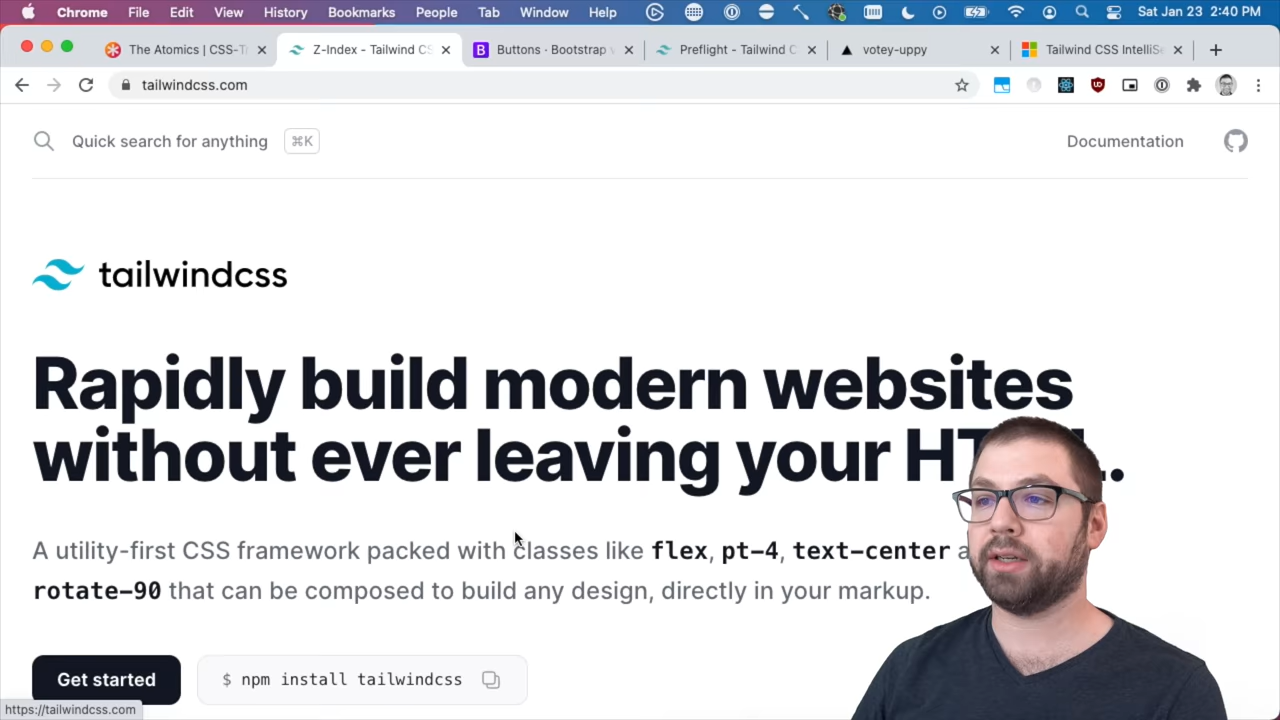 Chrome File Edit View History Bookmarks People Tab Window Help Sat Jan 23 2:40 PM
The Atomics | CSS-T
Z-Index - Tailwind CS
Buttons · Bootstrap
Preflight - Tailwind C
votey-uppy
Tailwind CSS IntelliSe
tailwindcss.com
Quick search for anything ⌘K
Documentation
tailwindcss
Rapidly build modern websites
without ever leaving your
A utility-first CSS framework packed with classes like flex, pt-4, text-center
rotate-90 that can be composed to build any design, directly in your markup.
Get started
$ npm install tailwindcss
https://tailwindcss.com